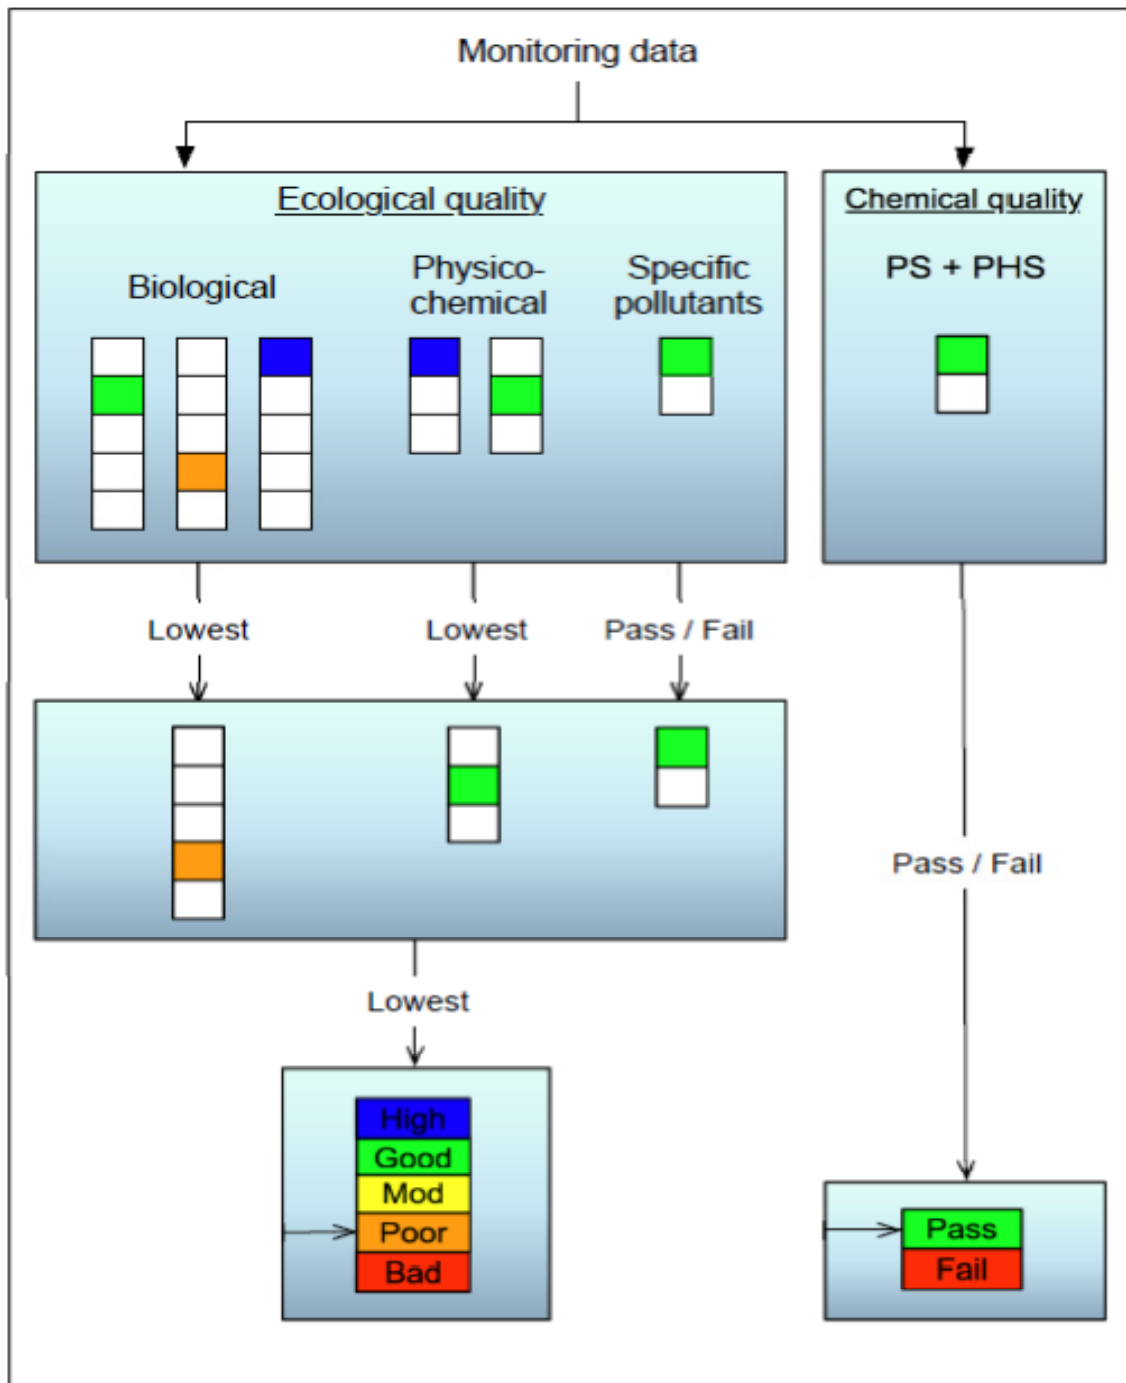 Monitoring data
Ecological quality
Chemical quality
Biological
Physico-
chemical
Specific
pollutants
PS + PHS
Lowest
Lowest
Pass / Fail
Pass / Fail
Lowest
High
Good
Mod
Poor
Bad
Pass
Fail